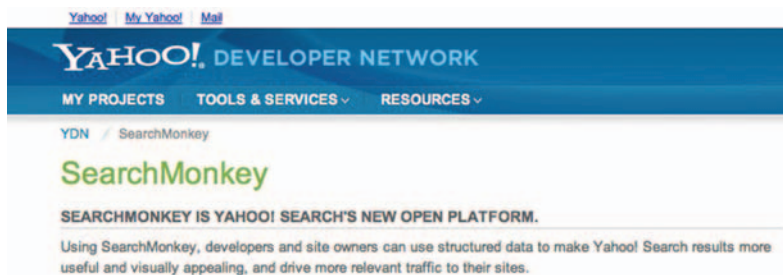 Yahoo! My Yahoo! Mail
YAHOO! DEVELOPER NETWORK
MY PROJECTS TOOLS & SERVICES RESOURCES
YDN / SearchMonkey
SearchMonkey
SEARCHMONKEY IS YAHOO! SEARCH'S NEW OPEN PLATFORM.
Using SearchMonkey, developers and site owners can use structured data to make Yahoo! Search results more
useful and visually appealing, and drive more relevant traffic to their sites.